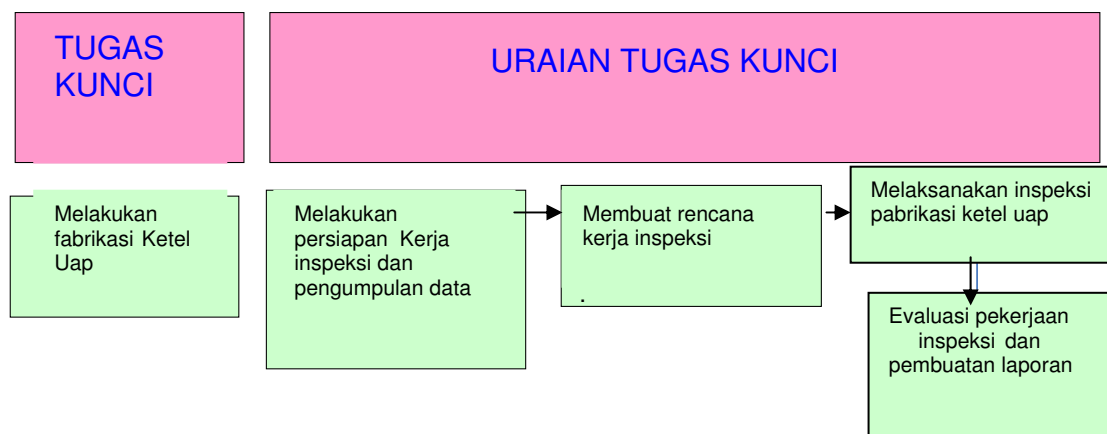 TUGAS
KUNCI
URAIAN TUGAS KUNCI
Melakukan
fabrikasi Ketel
Uap
Melakukan
persiapan Kerja
inspeksi dan
pengumpulan data
Membuat rencana
kerja inspeksi
.
Melaksanakan inspeksi
pabrikasi ketel uap
Evaluasi pekerjaan
inspeksi dan
pembuatan laporan